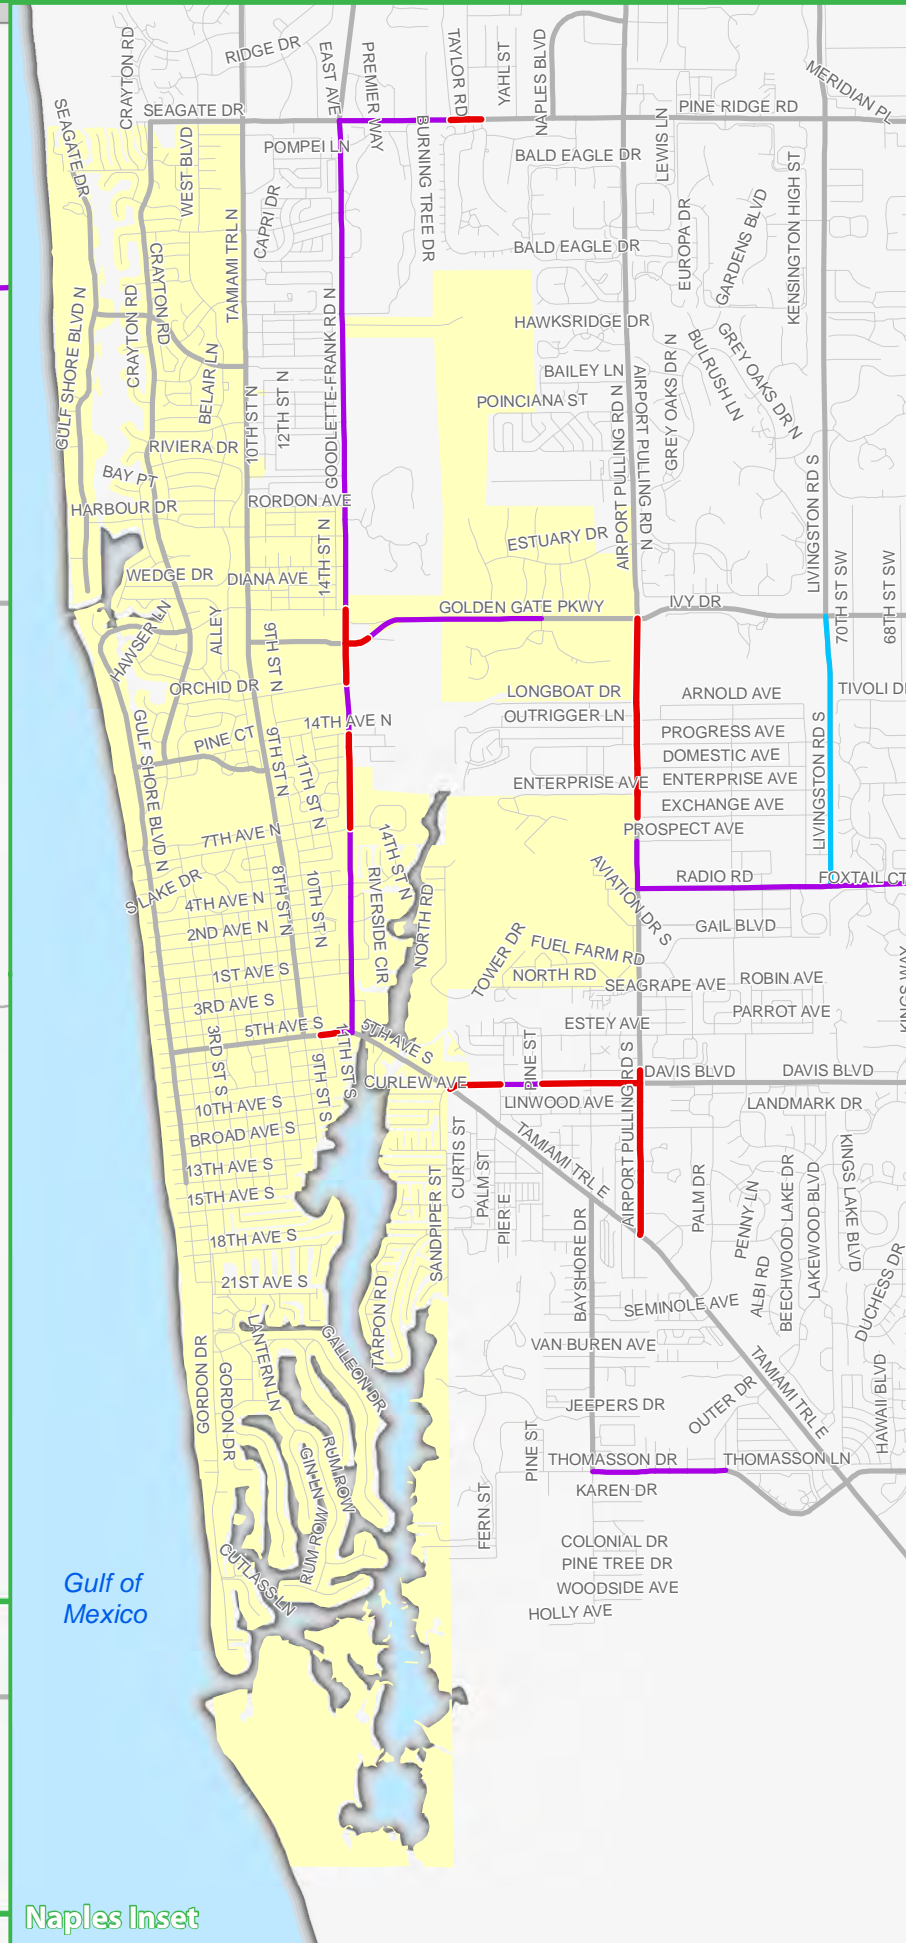 CRAYTON RD
RIDGE DR
EAST AVE
PREMIER WAY
TAYLOR RD
YAHL ST
NAPLES BLVD
MERIDIAN PL
SEAGATE DR
SEAGATE DR
PINE RIDGE RD
POMPEI LN
BURNING TREE DR
BALD EAGLE DR
LEWIS LN
WEST BLVD
TAMIAMI TRL N
CAPRI DR
EUROPA DR
GARDENS BLVD
KENSINGTON HIGH ST
BALD EAGLE DR
CRAYTON RD
CRAYTON RD
GULF SHORE BLVD N
GOODLETTE-FRANK RD N
HAWKSRIDGE DR
BELAIR LN
10TH ST N
12TH ST N
BAILEY LN
POINCIANA ST
AIRPORT PULLING RD N
AIRPORT PULLING RD N
GREY OAKS DR N
BULRUSH LN
GREY OAKS DR N
RIVIERA DR
BAY PT
HARBOUR DR
RORDON AVE
LIVINGSTON RD S
ESTUARY DR
14TH ST N
WEDGE DR
DIANA AVE
70TH ST SW
68TH ST SW
GOLDEN GATE PKWY
IVY DR
HAWSER LN
ALLEY
9TH ST N
ORCHID DR
LONGBOAT DR
ARNOLD AVE
TIVOLI D
OUTRIGGER LN
14TH AVE N
PINE CT
GULF SHORE BLVD N
9TH ST N
11TH ST N
PROGRESS AVE
DOMESTIC AVE
LIVINGSTON RD S
ENTERPRISE AVE
ENTERPRISE AVE
EXCHANGE AVE
PROSPECT AVE
7TH AVE N
14TH ST N
S LAKE DR
4TH AVE N
8TH ST N
10TH ST N
RIVERSIDE CIR
NORTH RD
AVIATION DR S
RADIO RD
FOXTAIL CT
2ND AVE N
GAIL BLVD
TOWER DR
FUEL FARM RD
1ST AVE S
NORTH RD
SEAGRAPE AVE
ROBIN AVE
KINGS WAY
3RD AVE S
PARROT AVE
5TH AVE S
5TH AVE S
ESTEY AVE
3RD ST S
9TH ST S
11TH ST S
PINE ST
CURLEW AVE
DAVIS BLVD
DAVIS BLVD
10TH AVE S
LINWOOD AVE
LANDMARK DR
BROAD AVE S
TAMIAMI TRL E
AIRPORT PULLING RD S
13TH AVE S
15TH AVE S
CURTIS ST
PALM ST
PIER E
SANDPIPER ST
PALM DR
PENNY LN
BEECHWOOD LAKE DR
LAKEWOOD BLVD
KINGS LAKE BLVD
18TH AVE S
BAYSHORE DR
ALBI RD
DUCHESS DR
21ST AVE S
TARPON RD
SEMINOLE AVE
LANTERN LN
GALLEON DR
VAN BUREN AVE
TAMIAMI TRL E
GORDON DR
GORDON DR
JEEPERS DR
OUTER DR
HAWAII BLVD
GIN LN
RUM ROW
PINE ST
THOMASSON DR
THOMASSON LN
KAREN DR
FERN ST
RUM ROW
CUTLASS LN
COLONIAL DR
PINE TREE DR
WOODSIDE AVE
HOLLY AVE
Gulf of
Mexico
Naples Inset